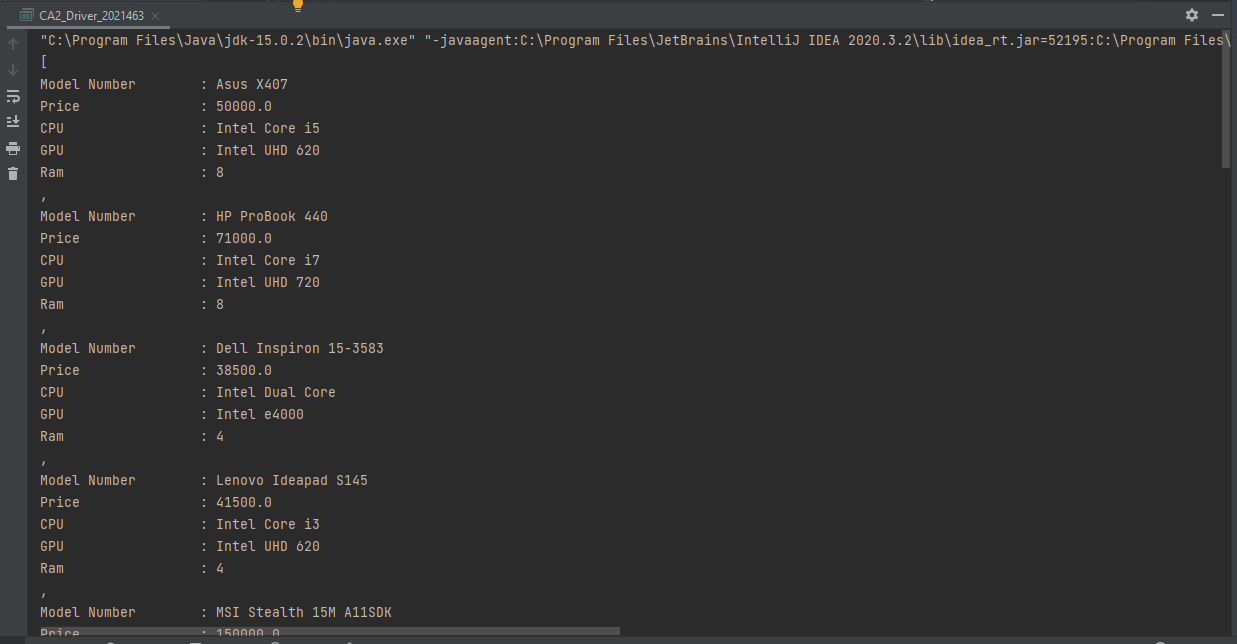 CA2_Driver_2021463
"C:\Program Files\Java\jdk-15.0.2\bin\java.exe" "-javaagent:C:\Program Files\JetBrains\IntelliJ IDEA 2020.3.2\lib\idea_rt.jar=52195:C:\Program Files\
[
Model Number : Asus X407
Price : 50000.0
CPU : Intel Core i5
GPU : Intel UHD 620
Ram : 8
,
Model Number : HP ProBook 440
Price : 71000.0
CPU : Intel Core i7
GPU : Intel UHD 720
Ram : 8
,
Model Number : Dell Inspiron 15-3583
Price : 38500.0
CPU : Intel Dual Core
GPU : Intel e4000
Ram : 4
,
Model Number : Lenovo Ideapad S145
Price : 41500.0
CPU : Intel Core i3
GPU : Intel UHD 620
Ram : 4
,
Model Number : MSI Stealth 15M A11SDK
Price : 150000.0